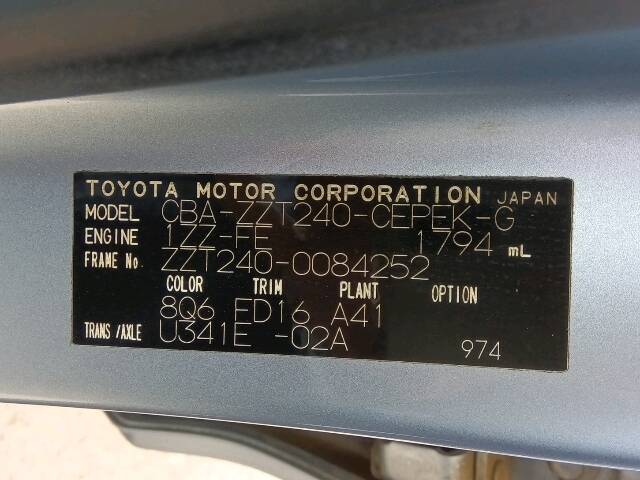 TOYOTA MOTOR CORPORATION JAPAN
MODEL CBA-ZZT240-CEPEK-G
ENGINE 1ZZ-FE 1794 mL
FRAME No. ZZT240-0084252
COLOR TRIM PLANT OPTION
8Q6 ED16 A41
TRANS/AXLE U341E -02A
974